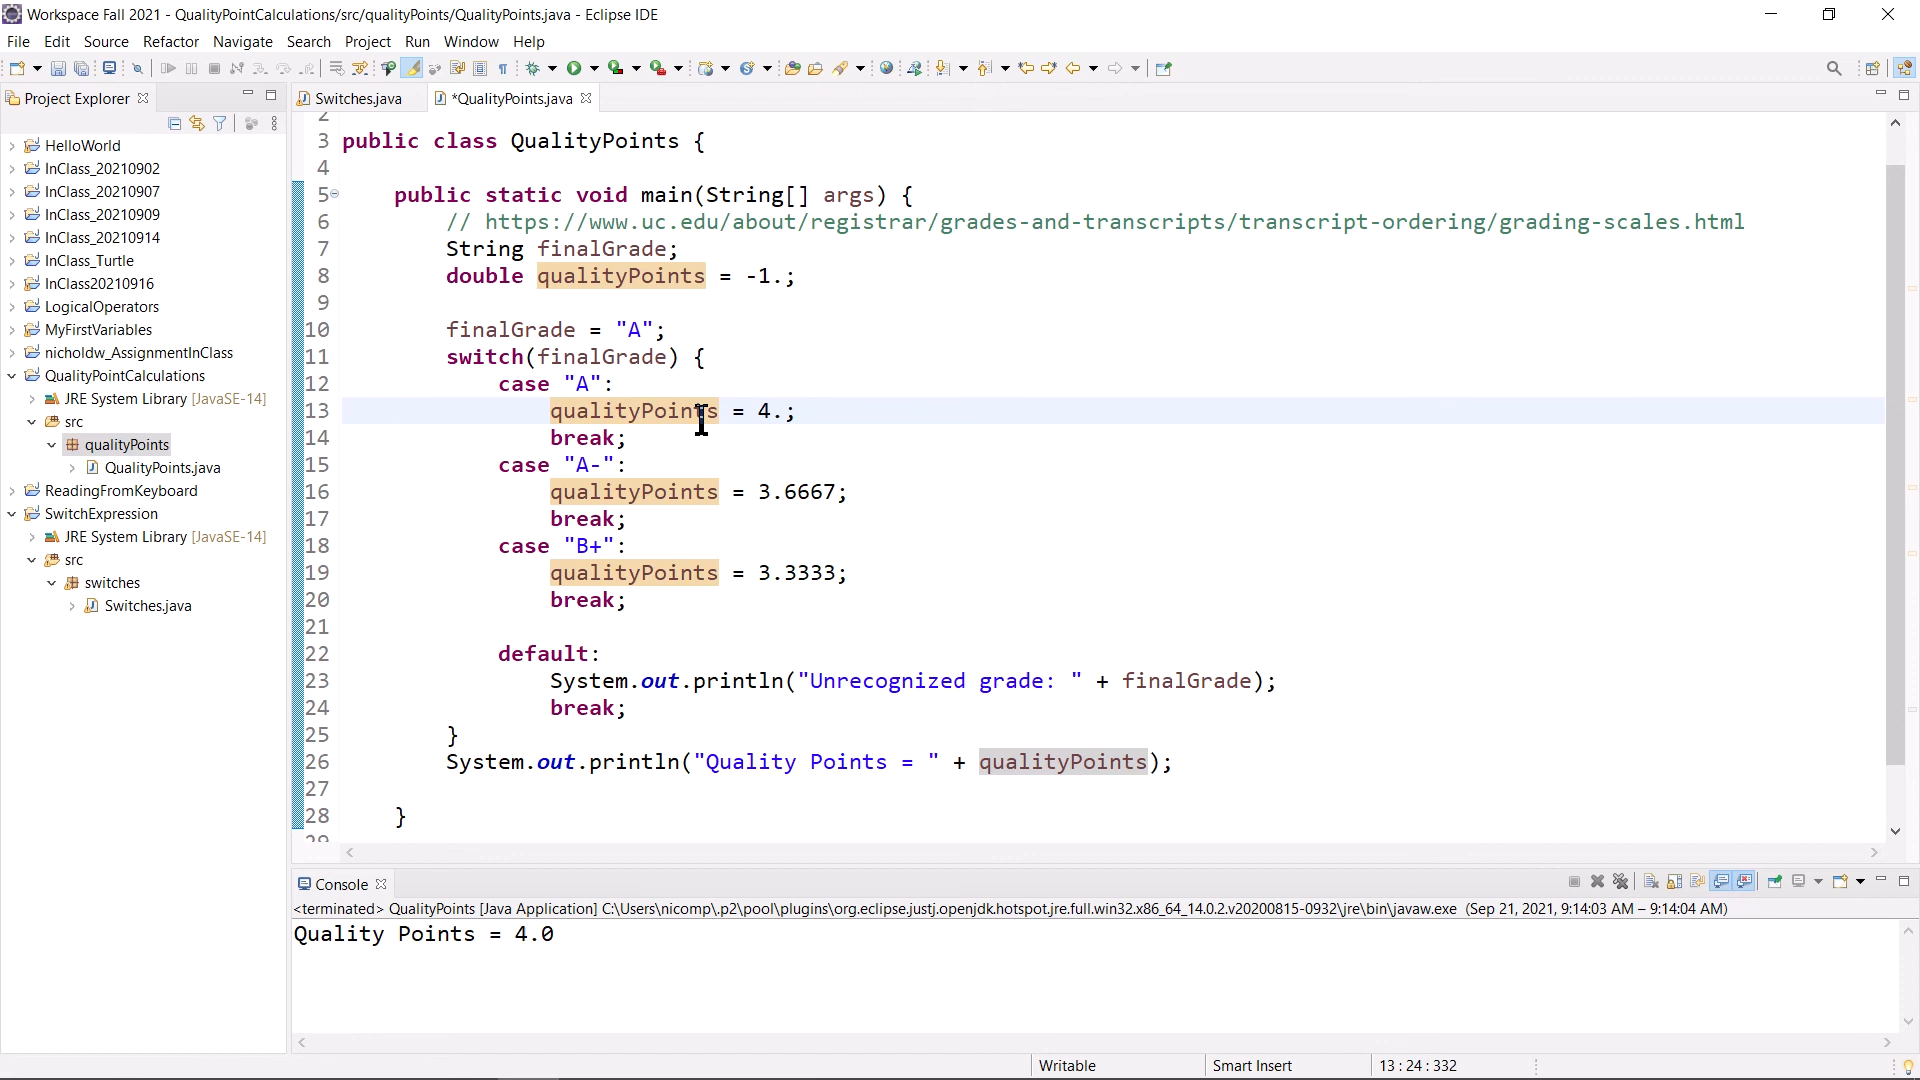 Workspace Fall 2021 - QualityPointCalculations/src/qualityPoints/QualityPoints.java - Eclipse IDE
File Edit Source Refactor Navigate Search Project Run Window Help
Project Explorer
HelloWorld
InClass_20210902
InClass_20210907
InClass_20210909
InClass_20210914
InClass_Turtle
InClass20210916
LogicalOperators
MyFirstVariables
nicholdw_AssignmentInClass
QualityPointCalculations
JRE System Library [JavaSE-14]
src
qualityPoints
QualityPoints.java
ReadingFromKeyboard
SwitchExpression
JRE System Library [JavaSE-14]
src
switches
Switches.java
Switches.java *QualityPoints.java
2
3 public class QualityPoints {
4
5 public static void main(String[] args) {
6 // https://www.uc.edu/about/registrar/grades-and-transcripts/transcript-ordering/grading-scales.html
7 String finalGrade;
8 double qualityPoints = -1.;
9
10 finalGrade = "A";
11 switch(finalGrade) {
12 case "A":
13 qualityPoints = 4.;
14 break;
15 case "A-":
16 qualityPoints = 3.6667;
17 break;
18 case "B+":
19 qualityPoints = 3.3333;
20 break;
21
22 default:
23 System.out.println("Unrecognized grade: " + finalGrade);
24 break;
25 }
26 System.out.println("Quality Points = " + qualityPoints);
27
28 }
29
Console
<terminated> QualityPoints [Java Application] C:\Users\nicomp\.p2\pool\plugins\org.eclipse.justj.openjdk.hotspot.jre.full.win32.x86_64_14.0.2.v20200815-0932\jre\bin\javaw.exe (Sep 21, 2021, 9:14:03 AM – 9:14:04 AM)
Quality Points = 4.0
Writable Smart Insert 13 : 24 : 332